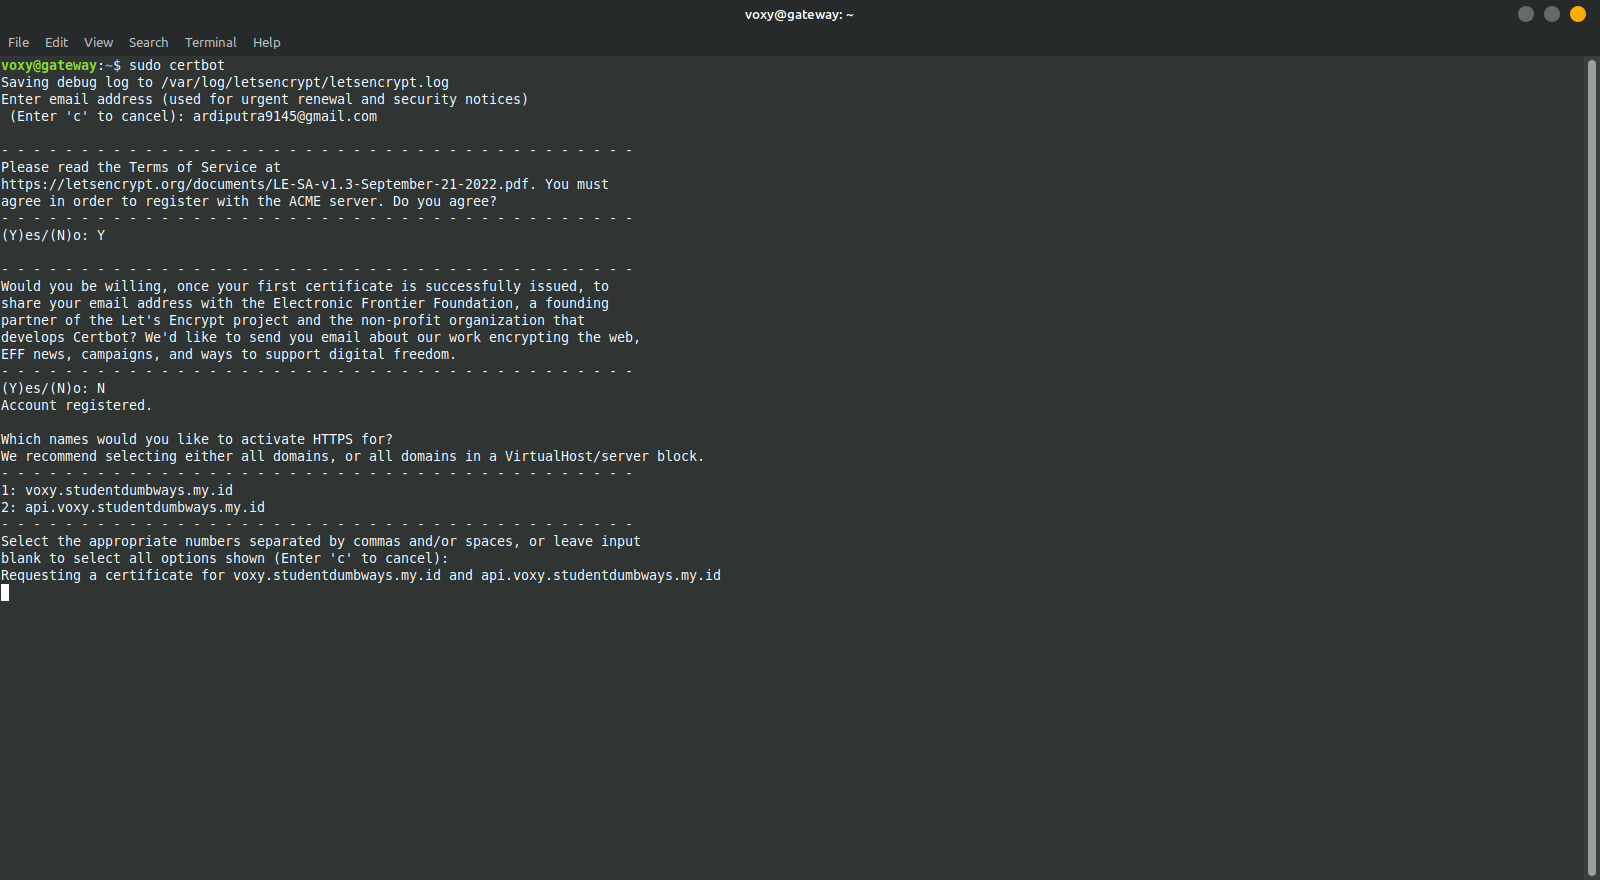 voxy@gateway: ~
File Edit View Search Terminal Help
voxy@gateway:~$ sudo certbot
Saving debug log to /var/log/letsencrypt/letsencrypt.log
Enter email address (used for urgent renewal and security notices)
 (Enter 'c' to cancel): ardiputra9145@gmail.com
- - - - - - - - - - - - - - - - - - - - - - - - - - - - - - - - - - - - - - - -
Please read the Terms of Service at
https://letsencrypt.org/documents/LE-SA-v1.3-September-21-2022.pdf. You must
agree in order to register with the ACME server. Do you agree?
- - - - - - - - - - - - - - - - - - - - - - - - - - - - - - - - - - - - - - - -
(Y)es/(N)o: Y
- - - - - - - - - - - - - - - - - - - - - - - - - - - - - - - - - - - - - - - -
Would you be willing, once your first certificate is successfully issued, to
share your email address with the Electronic Frontier Foundation, a founding
partner of the Let's Encrypt project and the non-profit organization that
develops Certbot? We'd like to send you email about our work encrypting the web,
EFF news, campaigns, and ways to support digital freedom.
- - - - - - - - - - - - - - - - - - - - - - - - - - - - - - - - - - - - - - - -
(Y)es/(N)o: N
Account registered.
Which names would you like to activate HTTPS for?
We recommend selecting either all domains, or all domains in a VirtualHost/server block.
- - - - - - - - - - - - - - - - - - - - - - - - - - - - - - - - - - - - - - - -
1: voxy.studentdumbways.my.id
2: api.voxy.studentdumbways.my.id
- - - - - - - - - - - - - - - - - - - - - - - - - - - - - - - - - - - - - - - -
Select the appropriate numbers separated by commas and/or spaces, or leave input
blank to select all options shown (Enter 'c' to cancel):
Requesting a certificate for voxy.studentdumbways.my.id and api.voxy.studentdumbways.my.id